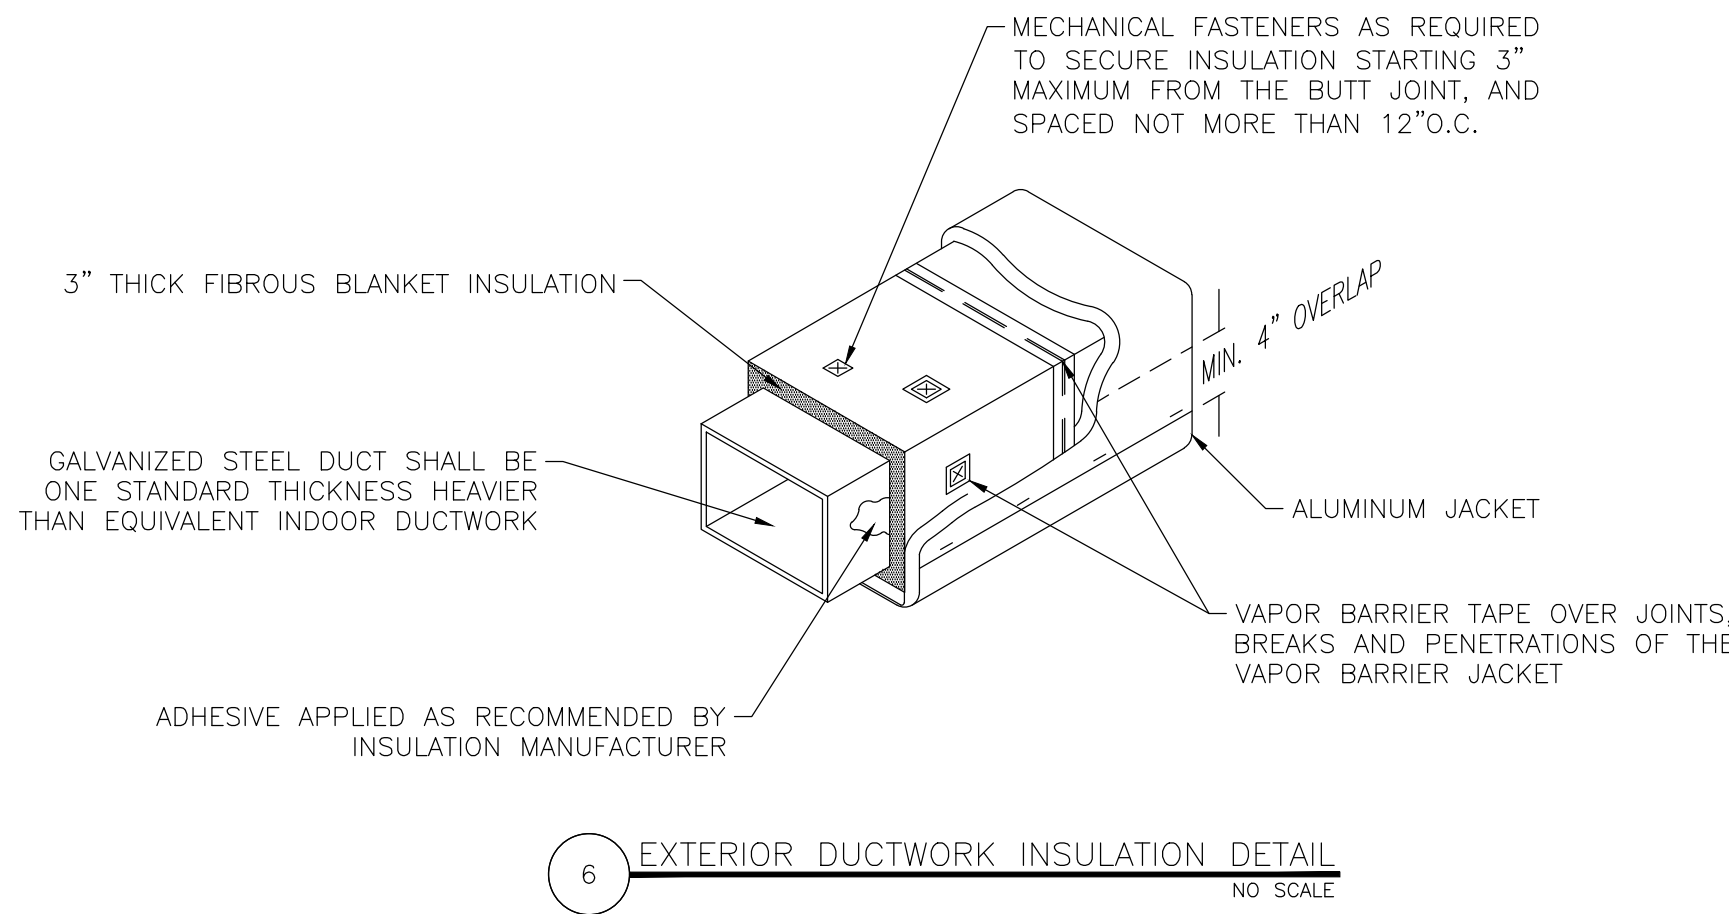 MECHANICAL FASTENERS AS REQUIRED
TO SECURE INSULATION STARTING 3”
MAXIMUM FROM THE BUTT JOINT, AND
SPACED NOT MORE THAN 12”O.C.
3” THICK FIBROUS BLANKET INSULATION
MIN. 4” OVERLAP
GALVANIZED STEEL DUCT SHALL BE
ONE STANDARD THICKNESS HEAVIER
THAN EQUIVALENT INDOOR DUCTWORK
ALUMINUM JACKET
VAPOR BARRIER TAPE OVER JOINTS,
BREAKS AND PENETRATIONS OF THE
VAPOR BARRIER JACKET
ADHESIVE APPLIED AS RECOMMENDED BY
INSULATION MANUFACTURER
6 EXTERIOR DUCTWORK INSULATION DETAIL
NO SCALE